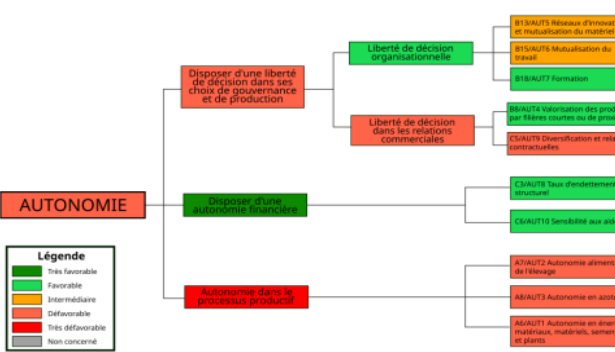 B13/AUT5 Réseaux d'innovat
et mutualisation du matériel
Liberté de décision
organisationnelle
B15/AUT6 Mutualisation du
travail
Disposer d'une liberté
de décision dans ses
choix de gouvernance
et de production
B18/AUT7 Formation
B8/AUT4 Valorisation des prod
par filières courtes ou de proxi
Liberté de décision
dans les relations
commerciales
C5/AUT9 Diversification et rela
contractuelles
C3/AUT8 Taux d'endettement
structurel
AUTONOMIE
Disposer d'une
autonomie financière
C6/AUT10 Sensibilité aux aide
A7/AUT2 Autonomie aliment
de l'élevage
Autonomie dans le
processus productif
A8/AUT3 Autonomie en azote
A6/AUT1 Autonomie en éner
matériaux, matériels, semen
et plants
Légende
Très favorable
Favorable
Intermédiaire
Défavorable
Très défavorable
Non concerné